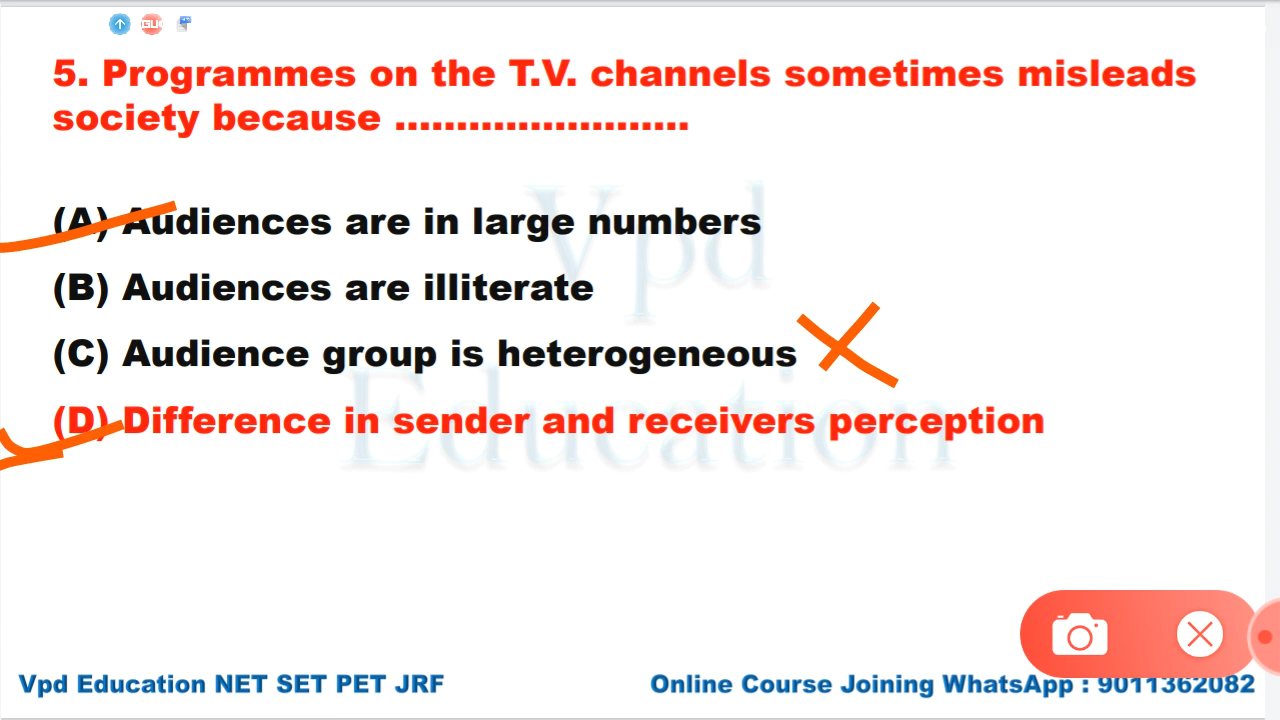 5. Programmes on the T.V. channels sometimes misleads
society because ........................
(A) Audiences are in large numbers
(B) Audiences are illiterate
(C) Audience group is heterogeneous
(D) Difference in sender and receivers perception
Vpd
Education
Vpd Education NET SET PET JRF
Online Course Joining WhatsApp : 9011362082